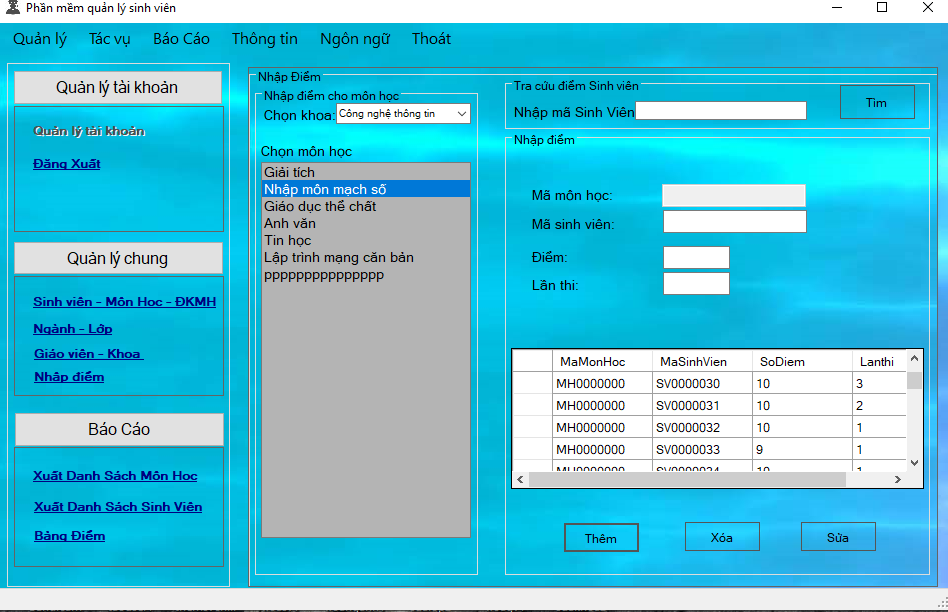 Phần mềm quản lý sinh viên
Quản lý Tác vụ Báo Cáo Thông tin Ngôn ngữ Thoát
Quản lý tài khoản
Quản lý tài khoản
Đăng Xuất
Quản lý chung
Sinh viên - Môn Học - ĐKMH
Ngành - Lớp
Giáo viên - Khoa
Nhập điểm
Báo Cáo
Xuất Danh Sách Môn Học
Xuất Danh Sách Sinh Viên
Bảng Điểm
Nhập Điểm
Nhập điểm cho môn học
Chọn khoa: Công nghệ thông tin
Chọn môn học
Giải tích
Nhập môn mạch số
Giáo dục thể chất
Anh văn
Tin học
Lập trình mạng căn bản
ppppppppppppppp
Tra cứu điểm Sinh viên
Nhập mã Sinh Viên
Tìm
Nhập điểm
Mã môn học:
Mã sinh viên:
Điểm:
Lần thi:
MaMonHoc MaSinhVien SoDiem Lanthi
MH0000000 SV0000030 10 3
MH0000000 SV0000031 10 2
MH0000000 SV0000032 10 1
MH0000000 SV0000033 9 1
MH0000000 SV0000034 10 1
Thêm Xóa Sửa